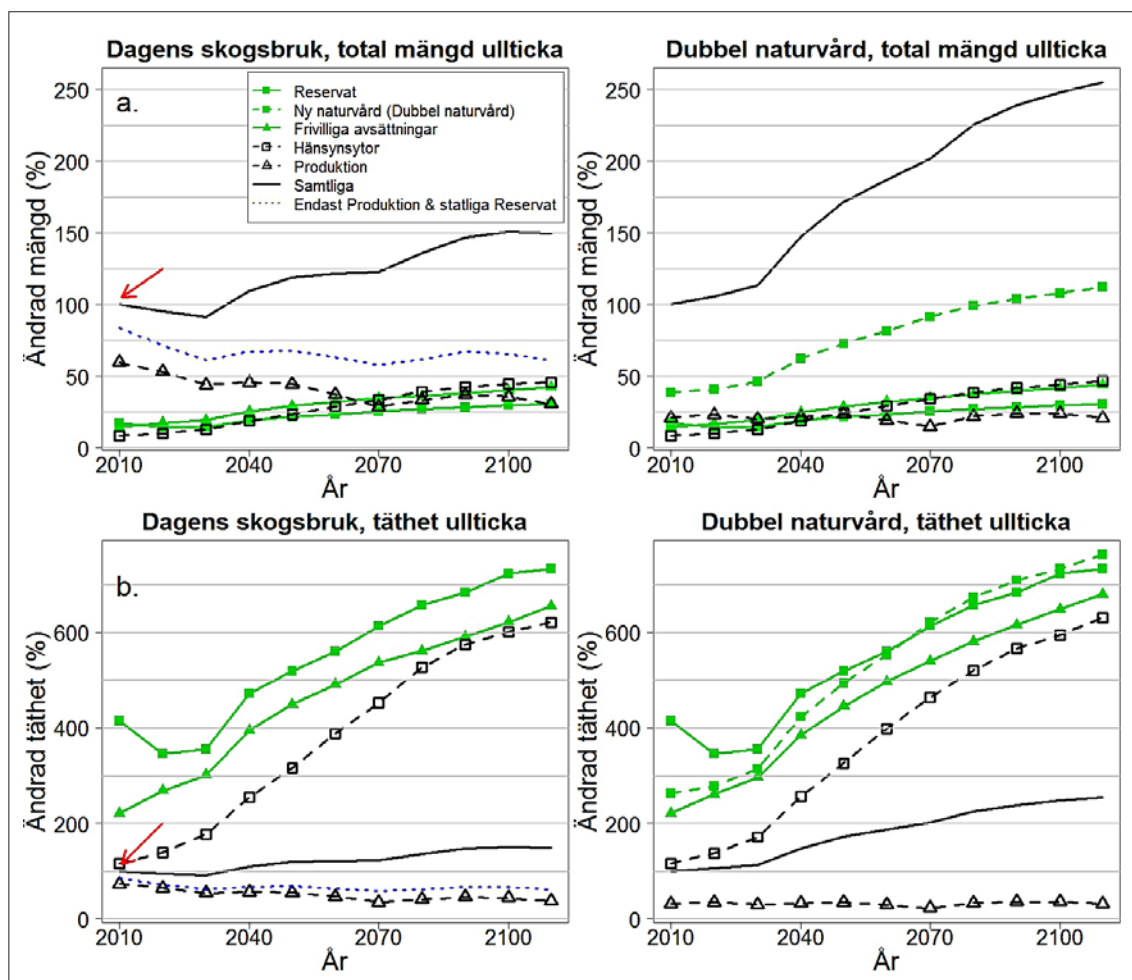 Dagens skogsbruk, total mängd ullticka
Dubbel naturvård, total mängd ullticka
a.
Reservat
Ny naturvård (Dubbel naturvård)
Frivilliga avsättningar
Hänsynsytor
Produktion
Samtliga
Endast Produktion & statliga Reservat
Ändrad mängd (%)
250
200
150
100
50
0
2010 2040 2070 2100
År
Ändrad mängd (%)
250
200
150
100
50
0
2010 2040 2070 2100
År
Dagens skogsbruk, täthet ullticka
Dubbel naturvård, täthet ullticka
b.
Ändrad täthet (%)
600
400
200
0
2010 2040 2070 2100
År
Ändrad täthet (%)
600
400
200
0
2010 2040 2070 2100
År